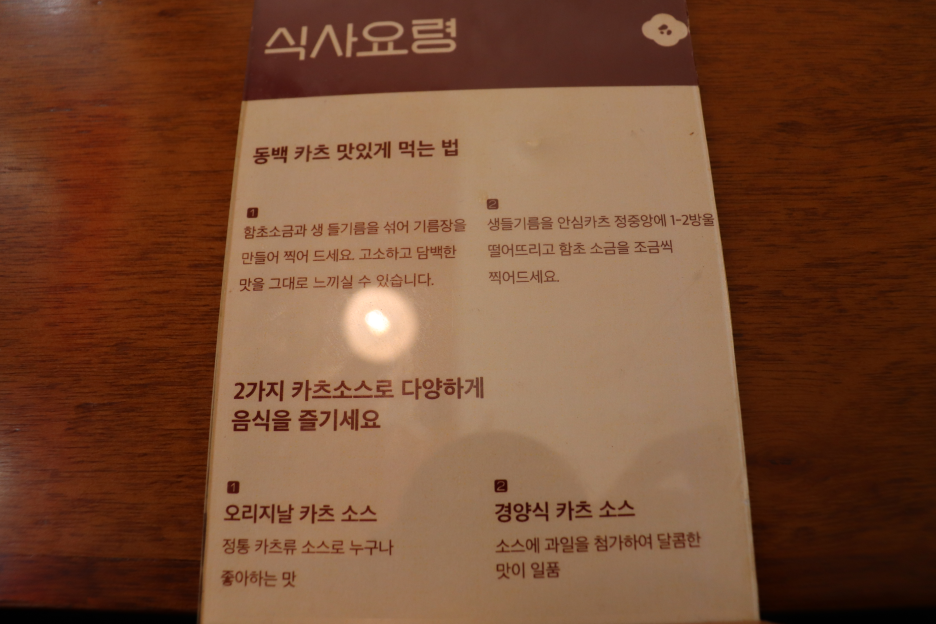 식사요령
동백 카츠 맛있게 먹는 법
1
함초소금과 생 들기름을 섞어 기름장을
만들어 찍어 드세요. 고소하고 담백한
맛을 그대로 느끼실 수 있습니다.
2
생들기름을 안심카츠 정중앙에 1-2방울
떨어뜨리고 함초 소금을 조금씩
찍어드세요.
2가지 카츠소스로 다양하게
음식을 즐기세요
1
오리지날 카츠 소스
정통 카츠류 소스로 누구나
좋아하는 맛
2
경양식 카츠 소스
소스에 과일을 첨가하여 달콤한
맛이 일품